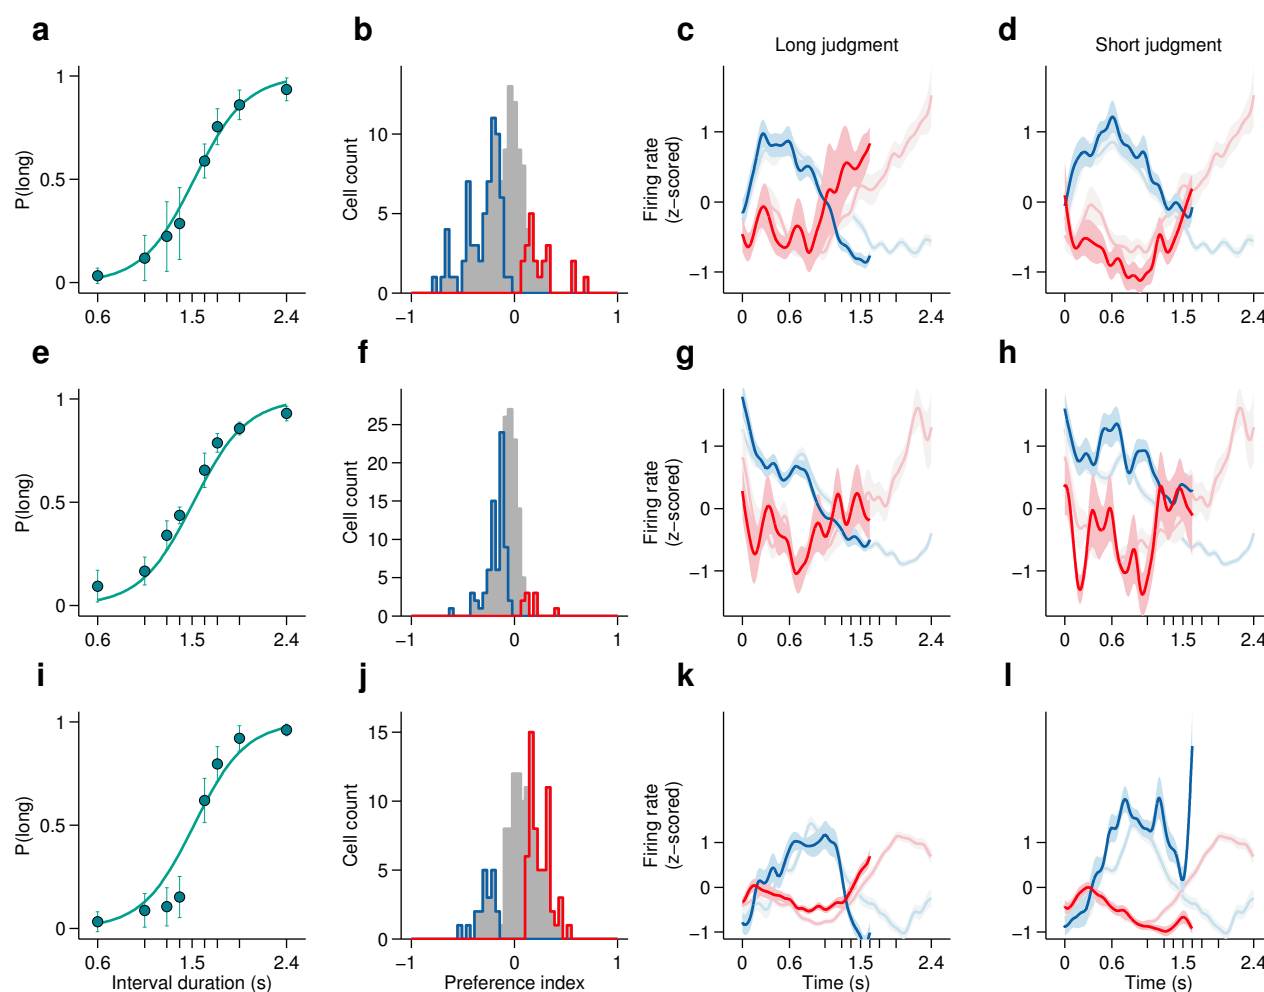 a
b
c
d
Long judgment
Short judgment
P(long)
1
0.5
0
0.6
1.5
2.4
Cell count
10
5
0
−1
0
1
Firing rate
(z−scored)
1
0
−1
0
0.6
1.5
2.4
1
0
−1
0
0.6
1.5
2.4
e
f
g
h
P(long)
1
0.5
0
0.6
1.5
2.4
Cell count
25
20
15
10
5
0
−1
0
1
Firing rate
(z−scored)
1
0
−1
0
0.6
1.5
2.4
1
0
−1
0
0.6
1.5
2.4
i
j
k
l
P(long)
1
0.5
0
0.6
1.5
2.4
Interval duration (s)
Cell count
15
10
5
0
−1
0
1
Preference index
Firing rate
(z−scored)
1
0
−1
0
0.6
1.5
2.4
Time (s)
1
0
−1
0
0.6
1.5
2.4
Time (s)